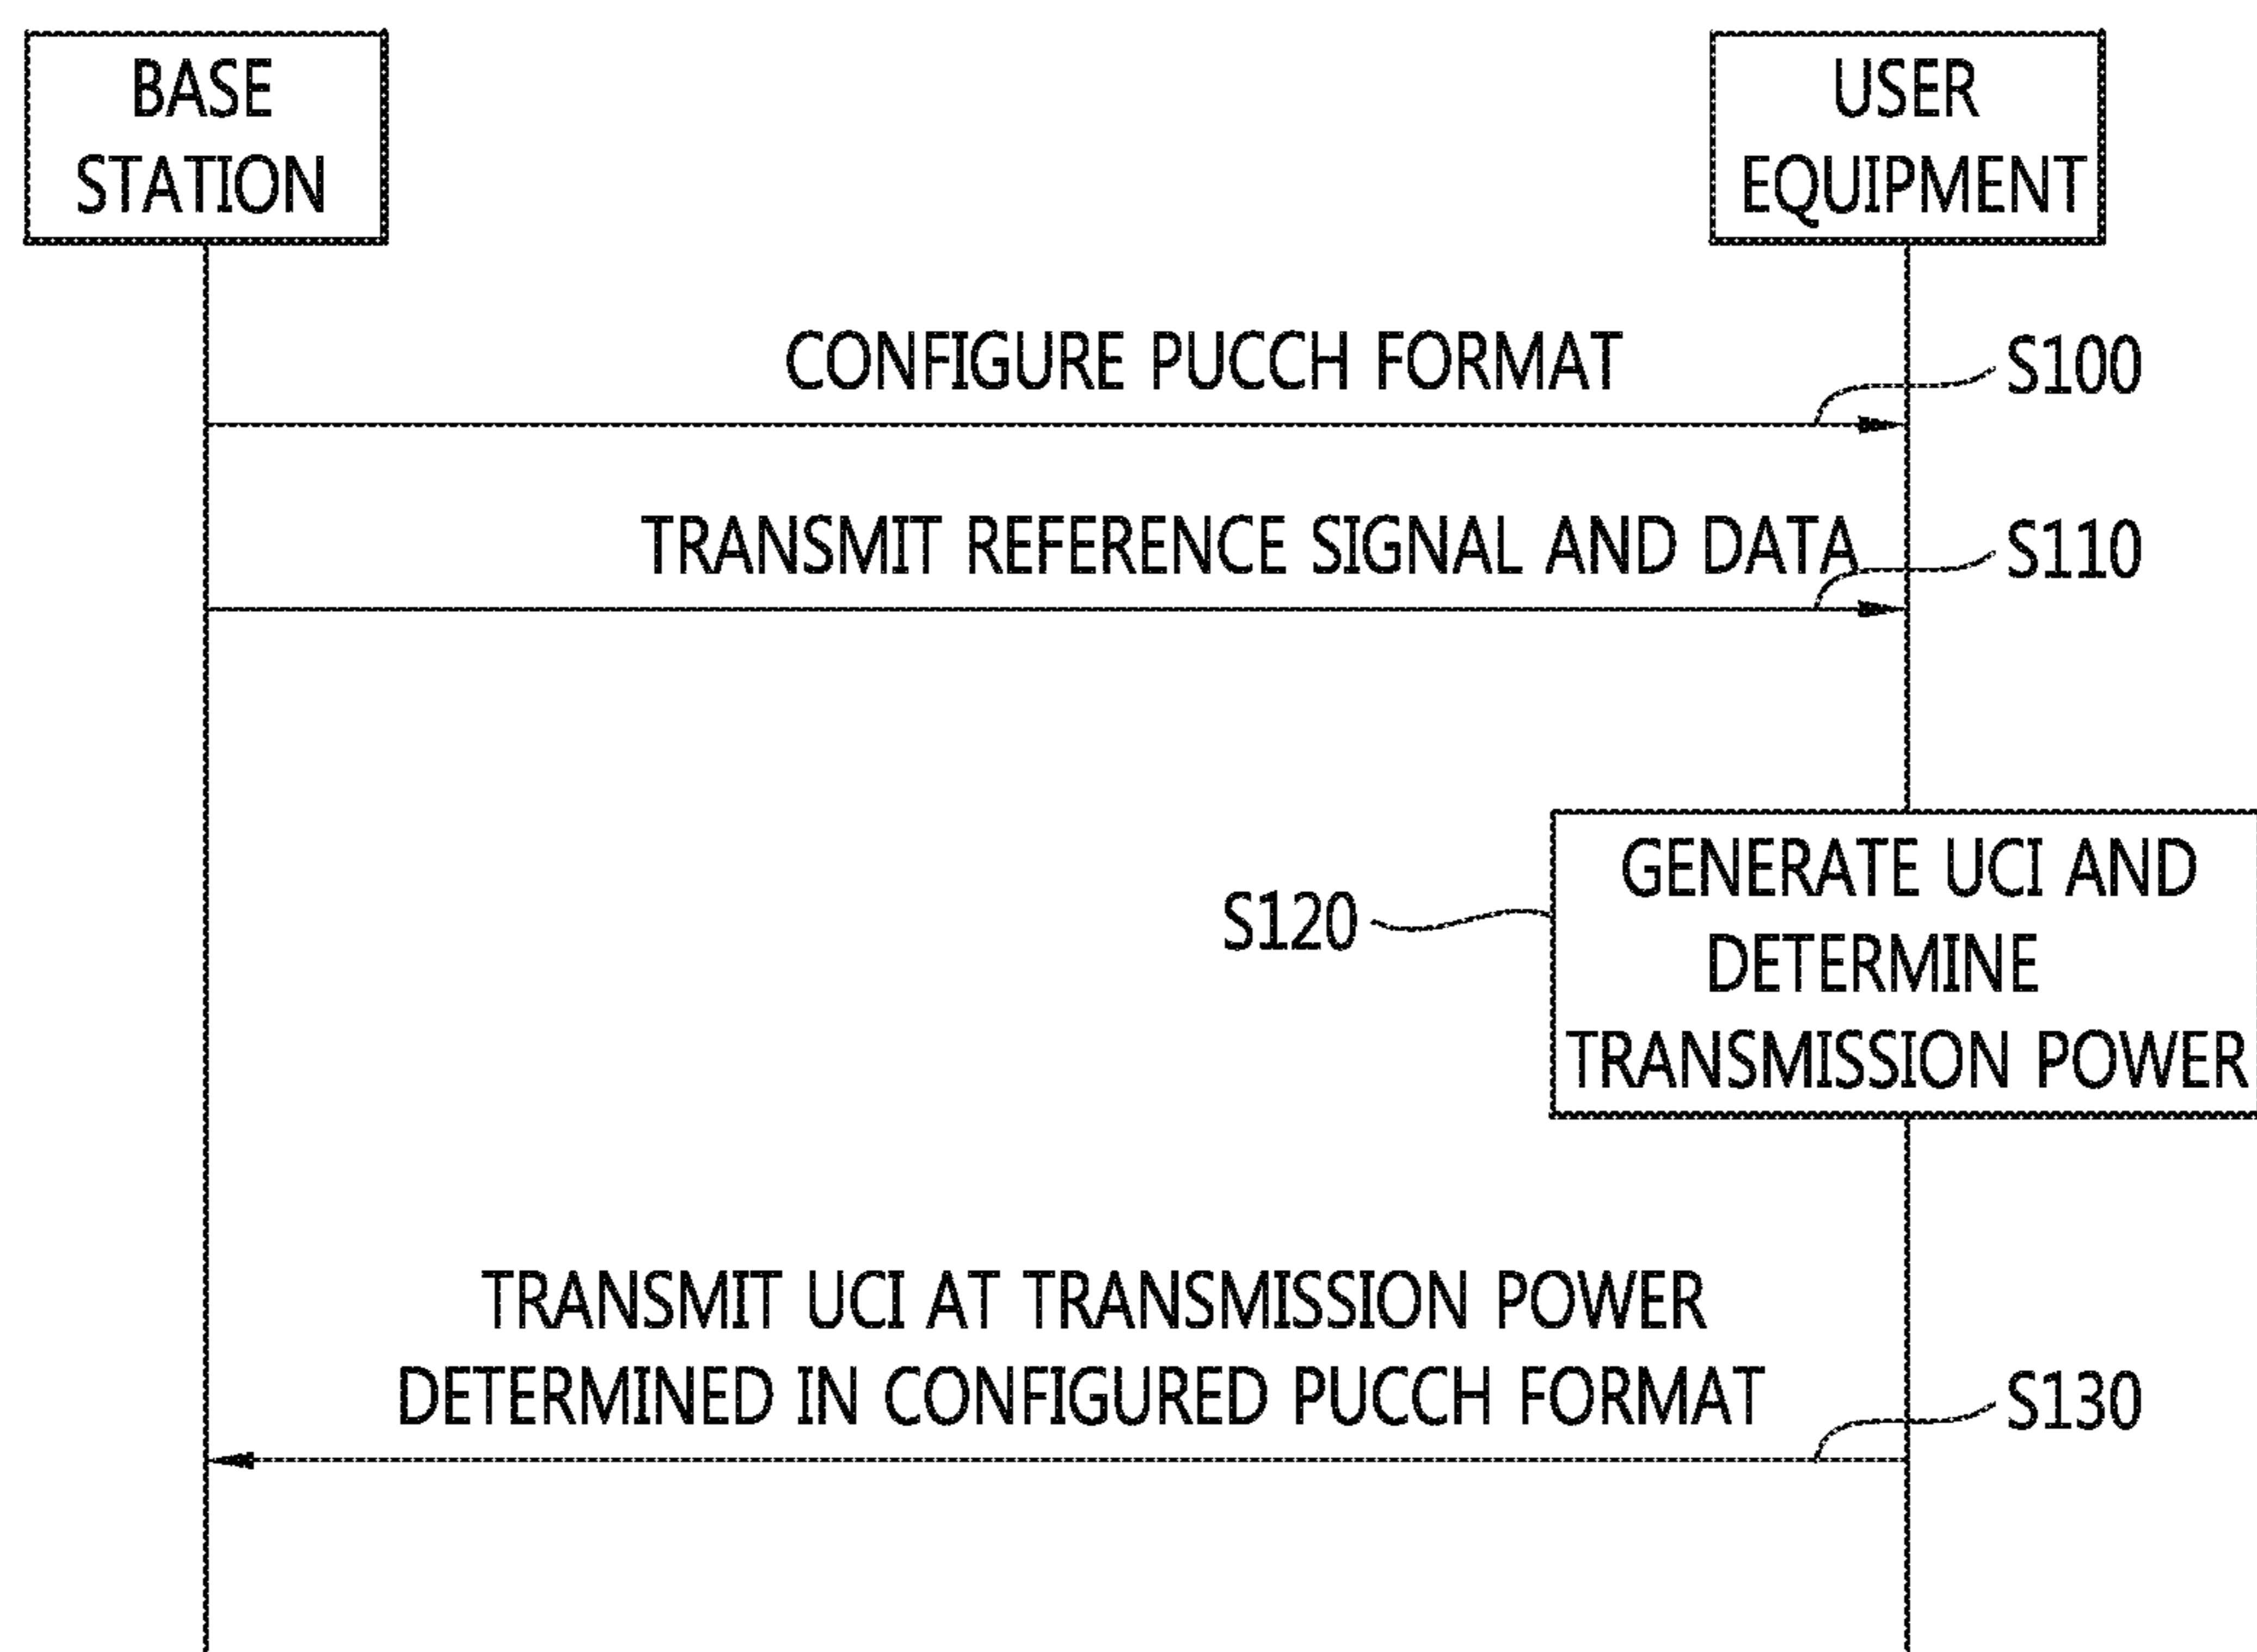 BASE
STATION
USER
EQUIPMENT
CONFIGURE PUCCH FORMAT
S100
TRANSMIT REFERENCE SIGNAL AND DATA
S110
S120
GENERATE UCI AND
DETERMINE
TRANSMISSION POWER
TRANSMIT UCI AT TRANSMISSION POWER
DETERMINED IN CONFIGURED PUCCH FORMAT
S130